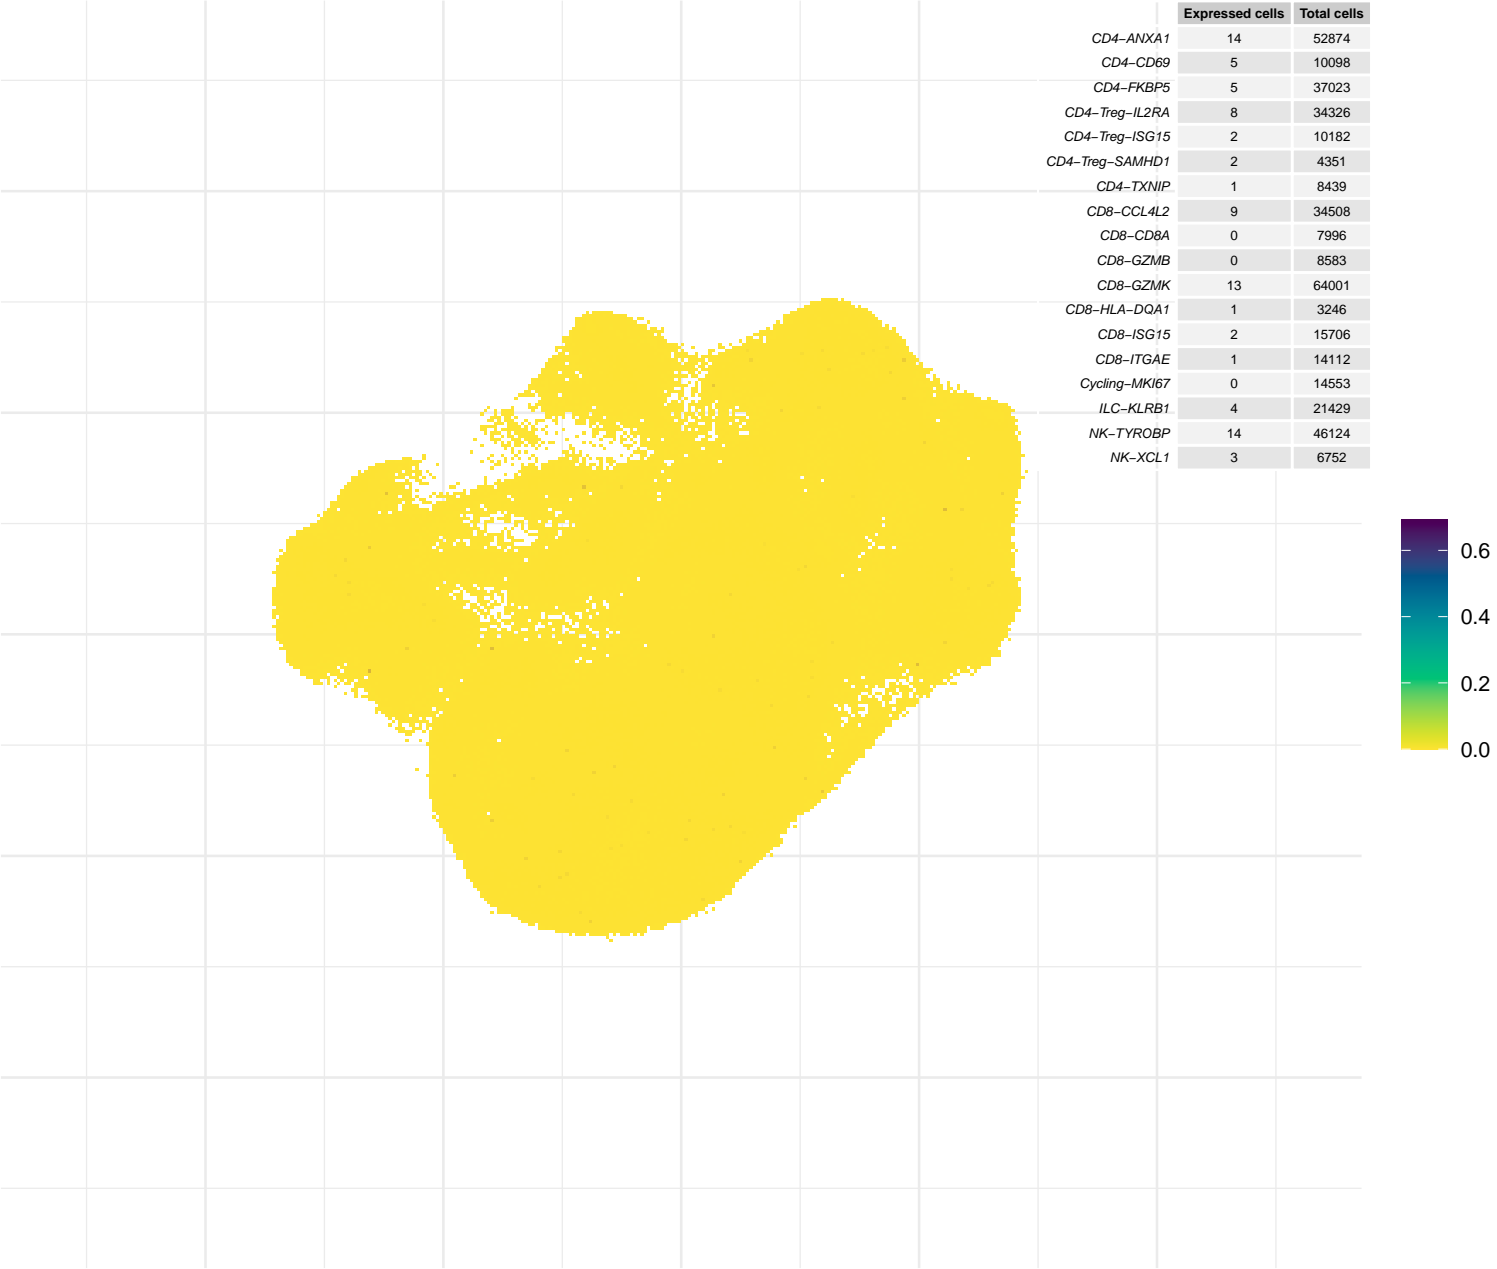 Expressed cells Total cells
CD4−ANXA1 14 52874
CD4−CD69 5 10098
CD4−FKBP5 5 37023
CD4−Treg−IL2RA 8 34326
CD4−Treg−ISG15 2 10182
CD4−Treg−SAMHD1 2 4351
CD4−TXNIP 1 8439
CD8−CCL4L2 9 34508
CD8−CD8A 0 7996
CD8−GZMB 0 8583
CD8−GZMK 13 64001
CD8−HLA−DQA1 1 3246
CD8−ISG15 2 15706
CD8−ITGAE 1 14112
Cycling−MKI67 0 14553
ILC−KLRB1 4 21429
NK−TYROBP 14 46124
NK−XCL1 3 6752
0.6
0.4
0.2
0.0